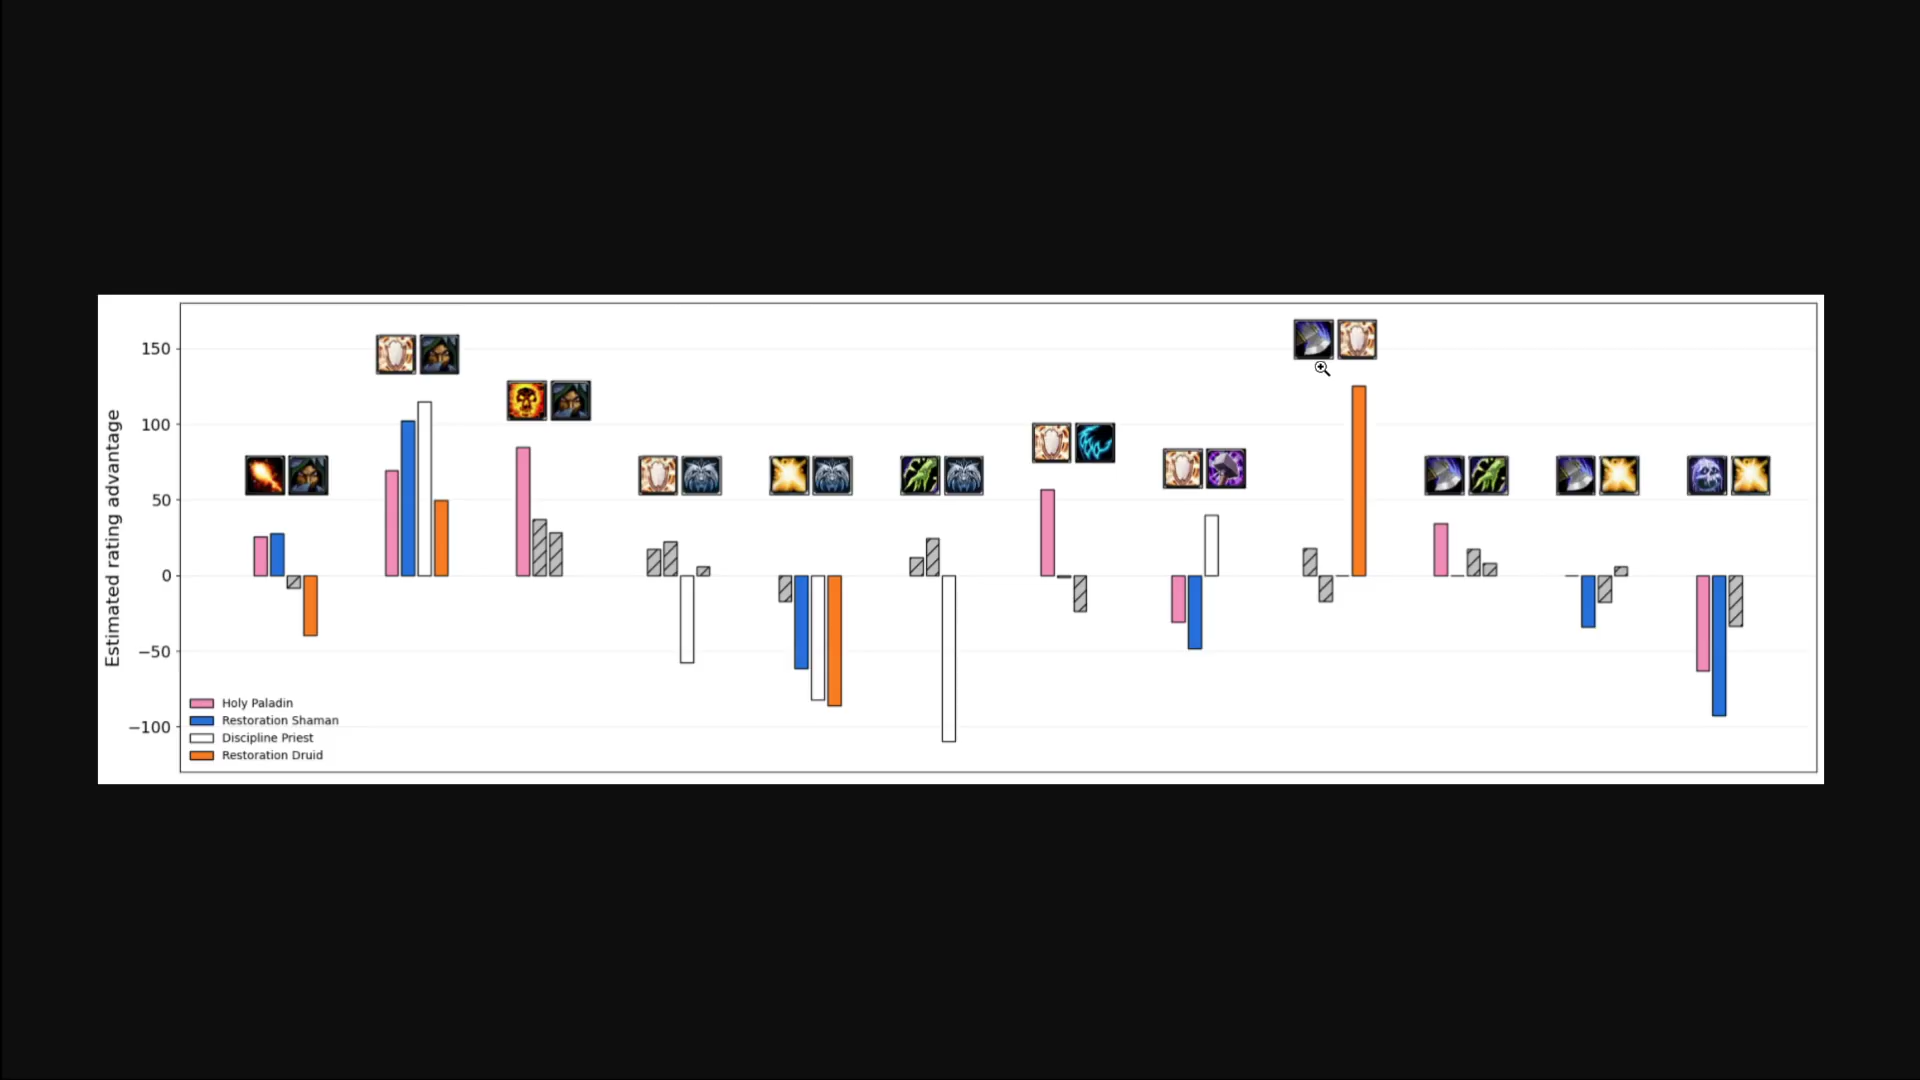 Estimated rating advantage
150
100
50
0
−50
−100
Holy Paladin
Restoration Shaman
Discipline Priest
Restoration Druid